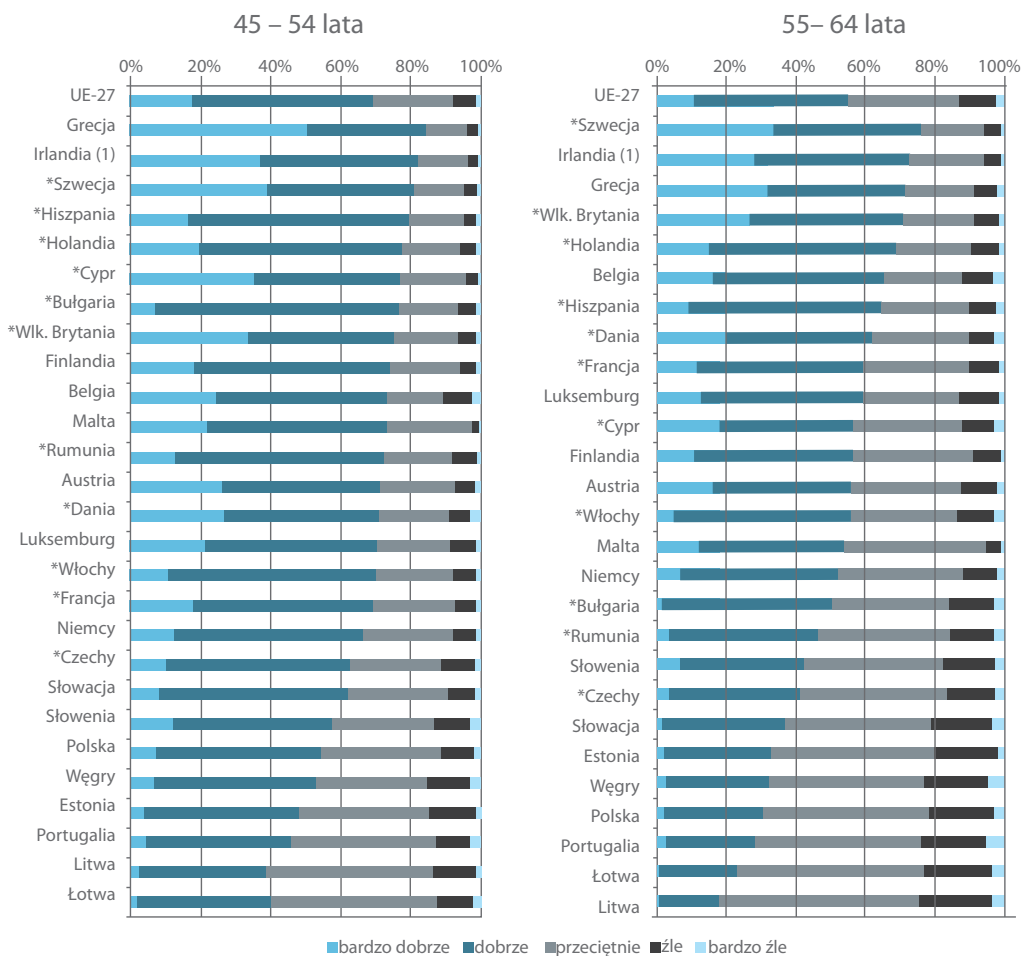 45 – 54 lata
0% 20% 40% 60% 80% 100%
UE-27
Grecja
Irlandia (1)
*Szwecja
*Hiszpania
*Holandia
*Cypr
*Bułgaria
*Wlk. Brytania
Finlandia
Belgia
Malta
*Rumunia
Austria
*Dania
Luksemburg
*Włochy
*Francja
Niemcy
*Czechy
Słowacja
Słowenia
Polska
Węgry
Estonia
Portugalia
Litwa
Łotwa
55– 64 lata
0% 20% 40% 60% 80% 100%
UE-27
*Szwecja
Irlandia (1)
Grecja
*Wlk. Brytania
*Holandia
Belgia
*Hiszpania
*Dania
*Francja
Luksemburg
*Cypr
Finlandia
Austria
*Włochy
Malta
Niemcy
*Bułgaria
*Rumunia
Słowenia
*Czechy
Słowacja
Estonia
Węgry
Polska
Portugalia
Łotwa
Litwa
bardzo dobrze dobrze przeciętnie źle bardzo źle